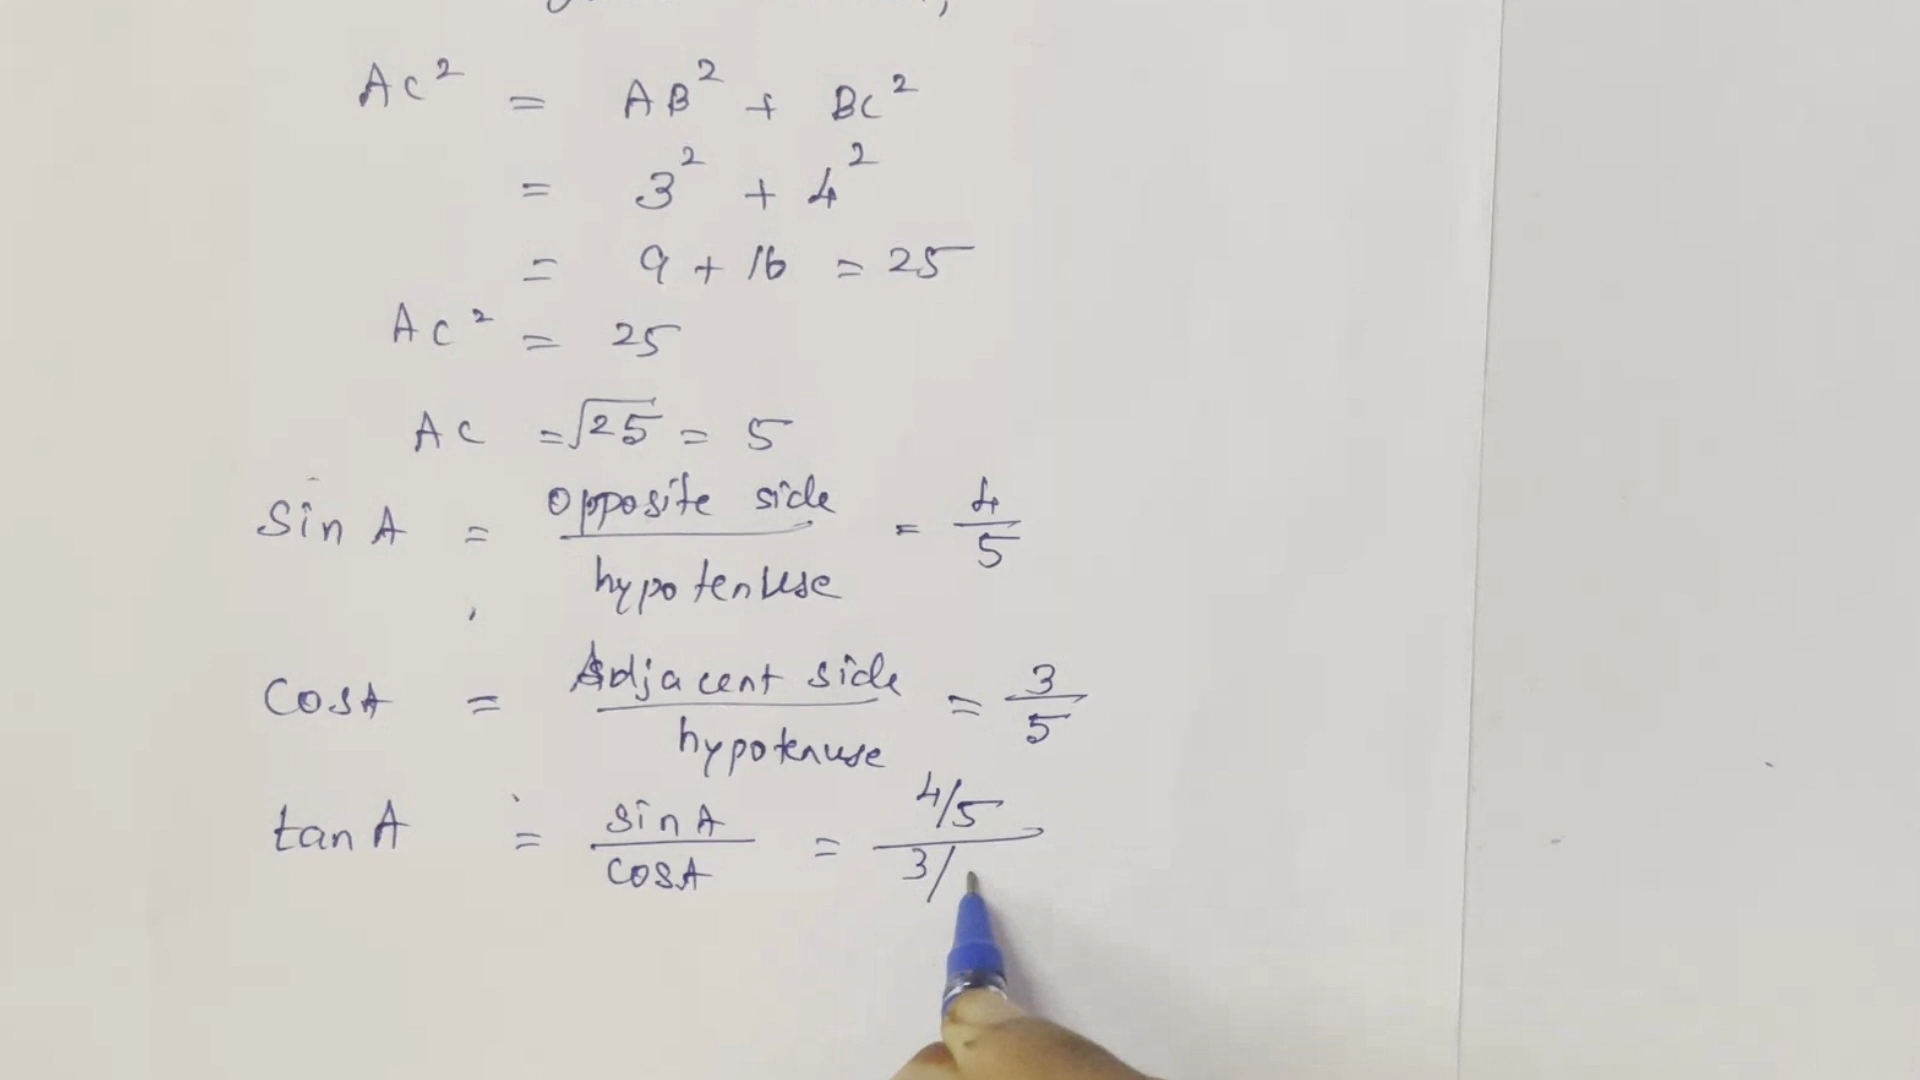 AC² = AB² + BC²
= 3² + 4²
= 9 + 16 = 25
AC² = 25
AC = √25 = 5
Sin A = opposite side / hypotenuse = 4/5
COSA = Adjacent side / hypotenuse = 3/5
tan A = sin A / COSA = 4/5 / 3/